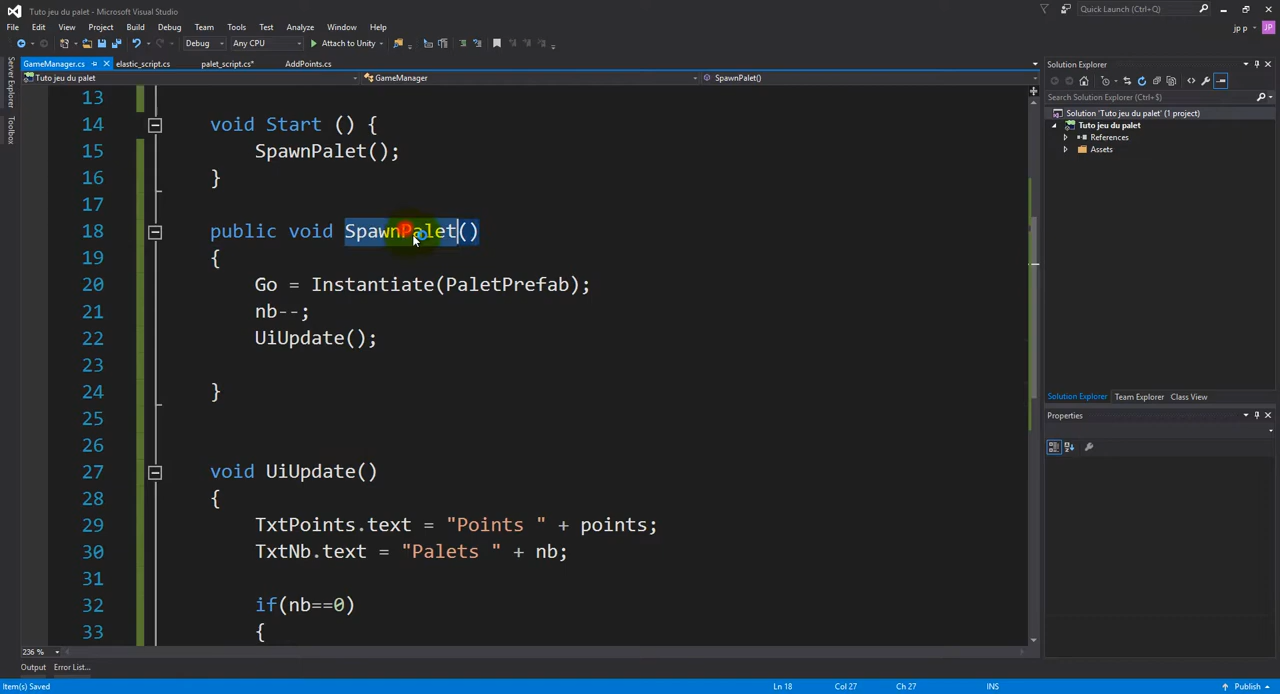 Tuto jeu du palet - Microsoft Visual Studio
Quick Launch (Ctrl+Q)
File Edit View Project Build Debug Team Tools Test Analyze Window Help
jp p
JP
Debug Any CPU Attach to Unity
GameManager.cs elastic_script.cs palet_script.cs* AddPoints.cs
Tuto jeu du palet GameManager SpawnPalet()
Server Explorer
Toolbox
13
14 void Start () {
15 SpawnPalet();
16 }
17
18 public void SpawnPalet()
19 {
20 Go = Instantiate(PaletPrefab);
21 nb--;
22 UiUpdate();
23
24 }
25
26
27 void UiUpdate()
28 {
29 TxtPoints.text = "Points " + points;
30 TxtNb.text = "Palets " + nb;
31
32 if(nb==0)
33 {
236 %
Solution Explorer
Search Solution Explorer (Ctrl+$)
Solution 'Tuto jeu du palet' (1 project)
Tuto jeu du palet
References
Assets
Solution Explorer Team Explorer Class View
Properties
Output Error List...
Item(s) Saved Ln 18 Col 27 Ch 27 INS Publish